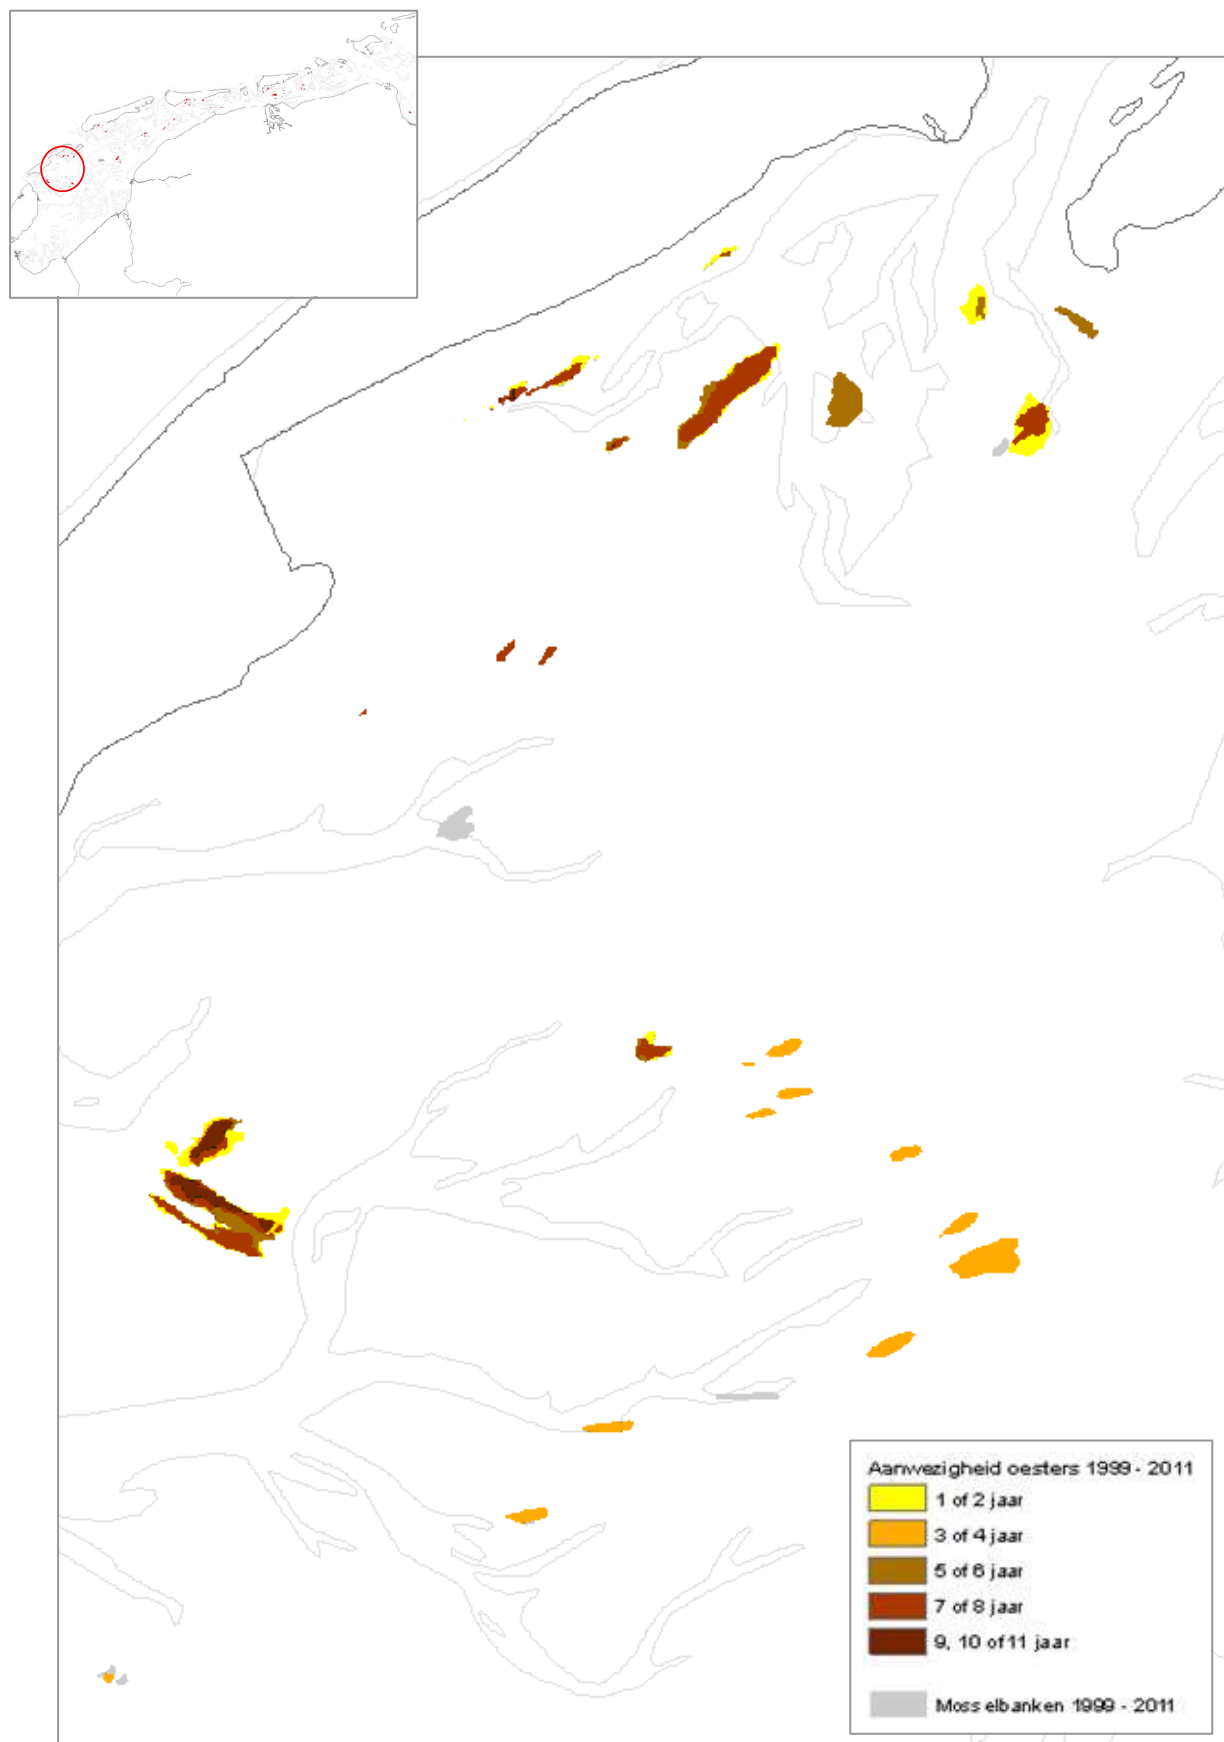 Aanwezigheid oesters 1999 - 2011
1 of 2 jaar
3 of 4 jaar
5 of 6 jaar
7 of 8 jaar
9, 10 of 11 jaar
Mosselbanken 1999 - 2011